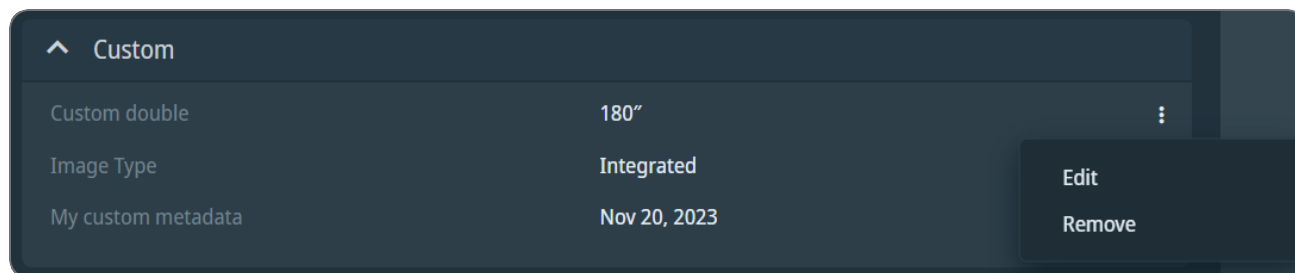 Custom
Custom double 180″
Image Type Integrated
Edit
My custom metadata Nov 20, 2023
Remove